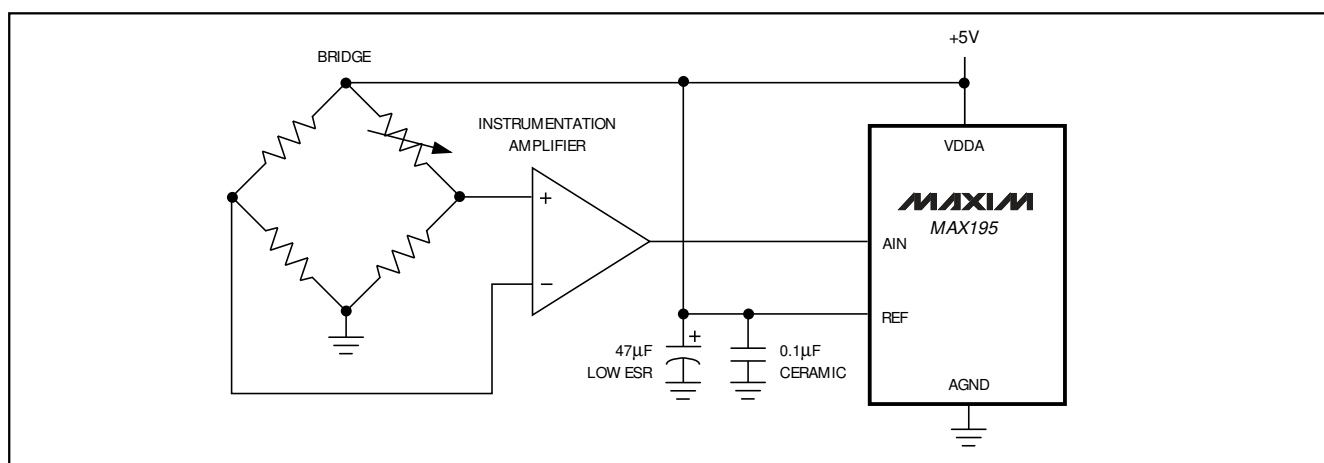 +5V
BRIDGE
INSTRUMENTATION
AMPLIFIER
+
−
VDDA
MAXIM
MAX195
AIN
REF
AGND
+
47µF
LOW ESR
0.1µF
CERAMIC